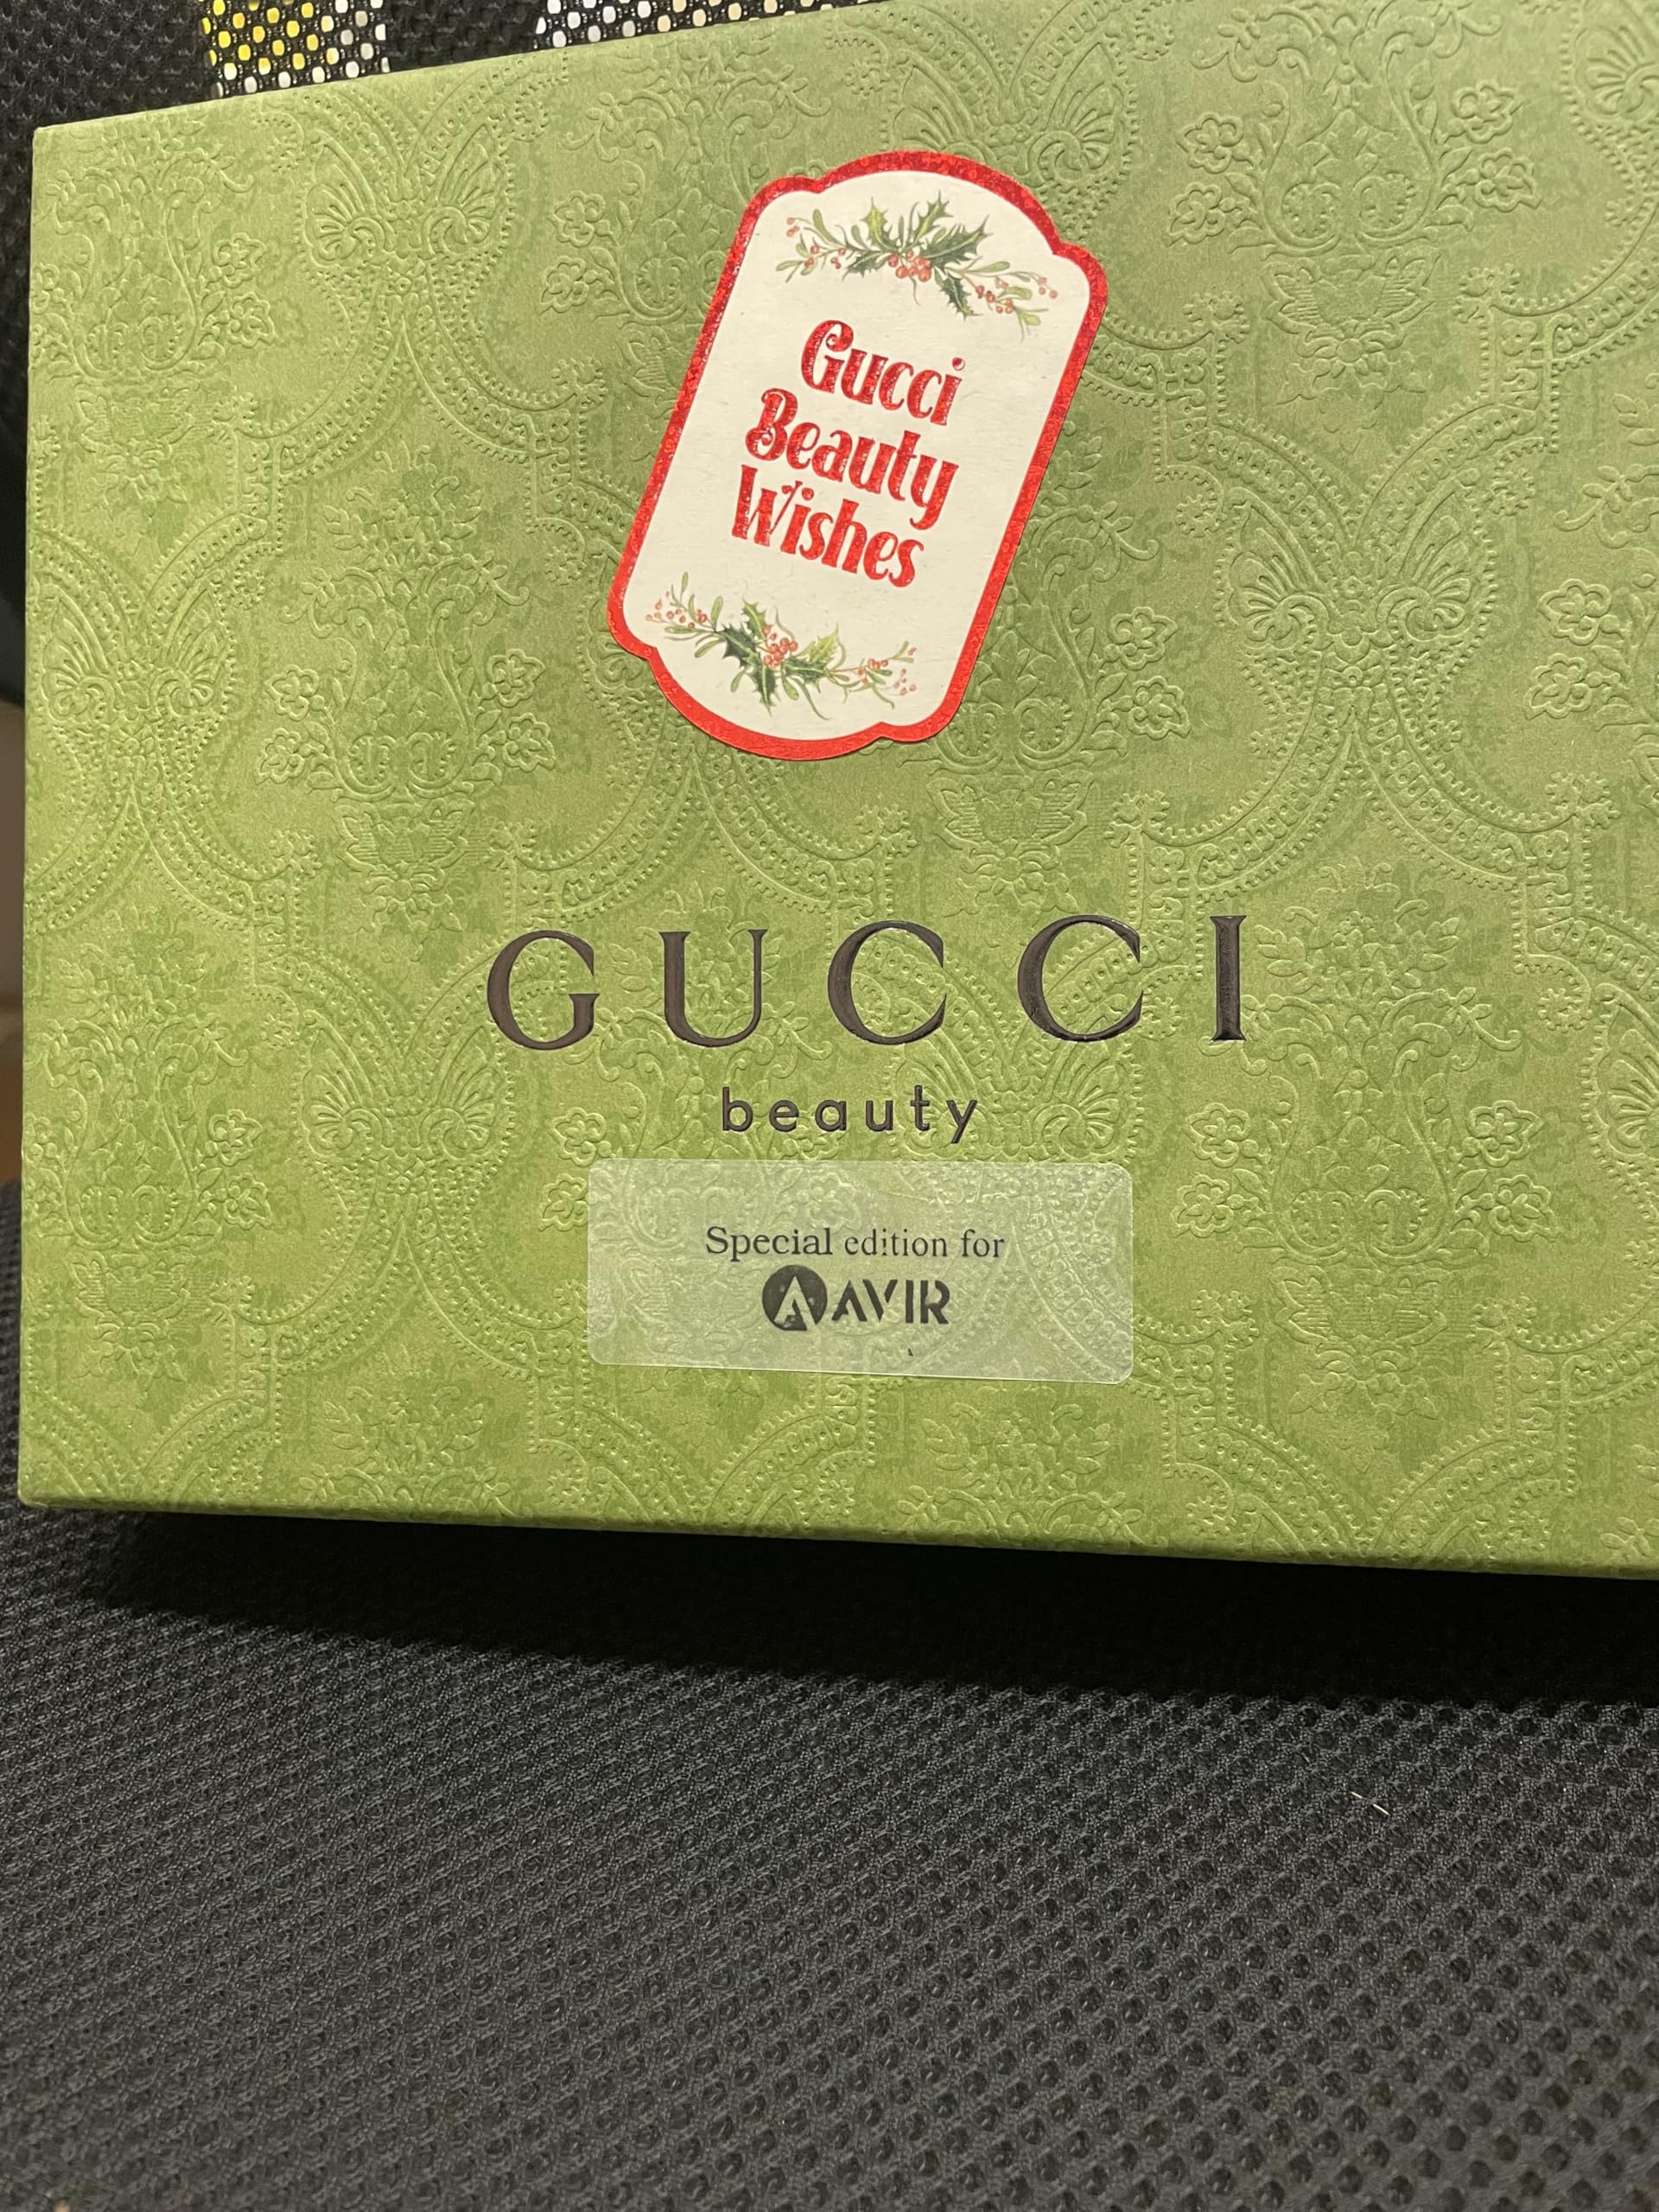 Gucci
Beauty
Wishes
GUCCI
beauty
Special edition for
AVIR